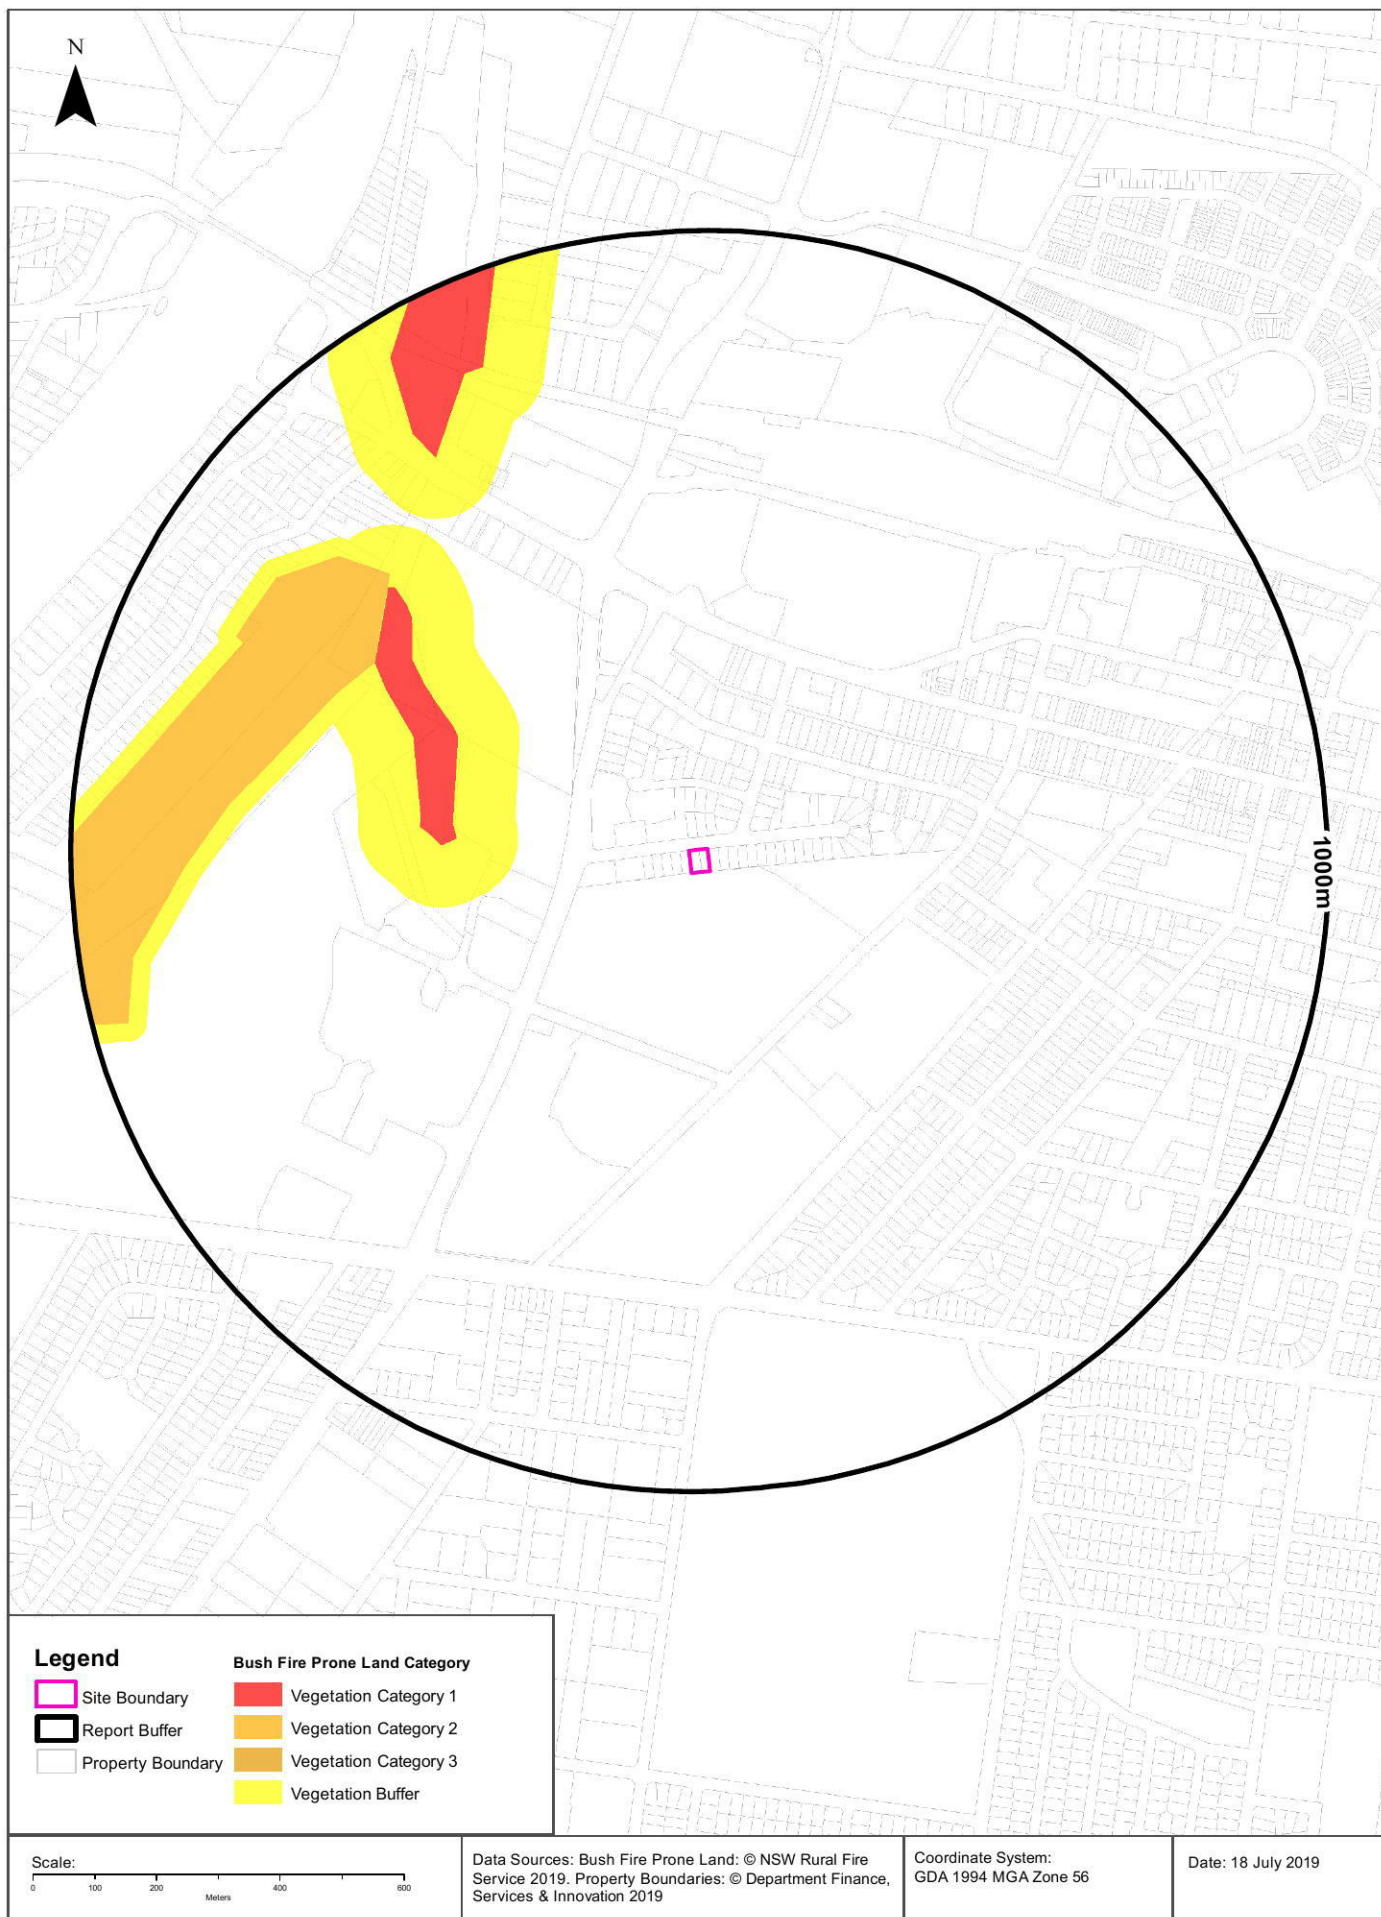 N
1000m
Legend
Site Boundary
Report Buffer
Property Boundary
Bush Fire Prone Land Category
Vegetation Category 1
Vegetation Category 2
Vegetation Category 3
Vegetation Buffer
Scale:
0 100 200 400 600
Meters
Data Sources: Bush Fire Prone Land: © NSW Rural Fire
Service 2019. Property Boundaries: © Department Finance,
Services & Innovation 2019
Coordinate System:
GDA 1994 MGA Zone 56
Date: 18 July 2019